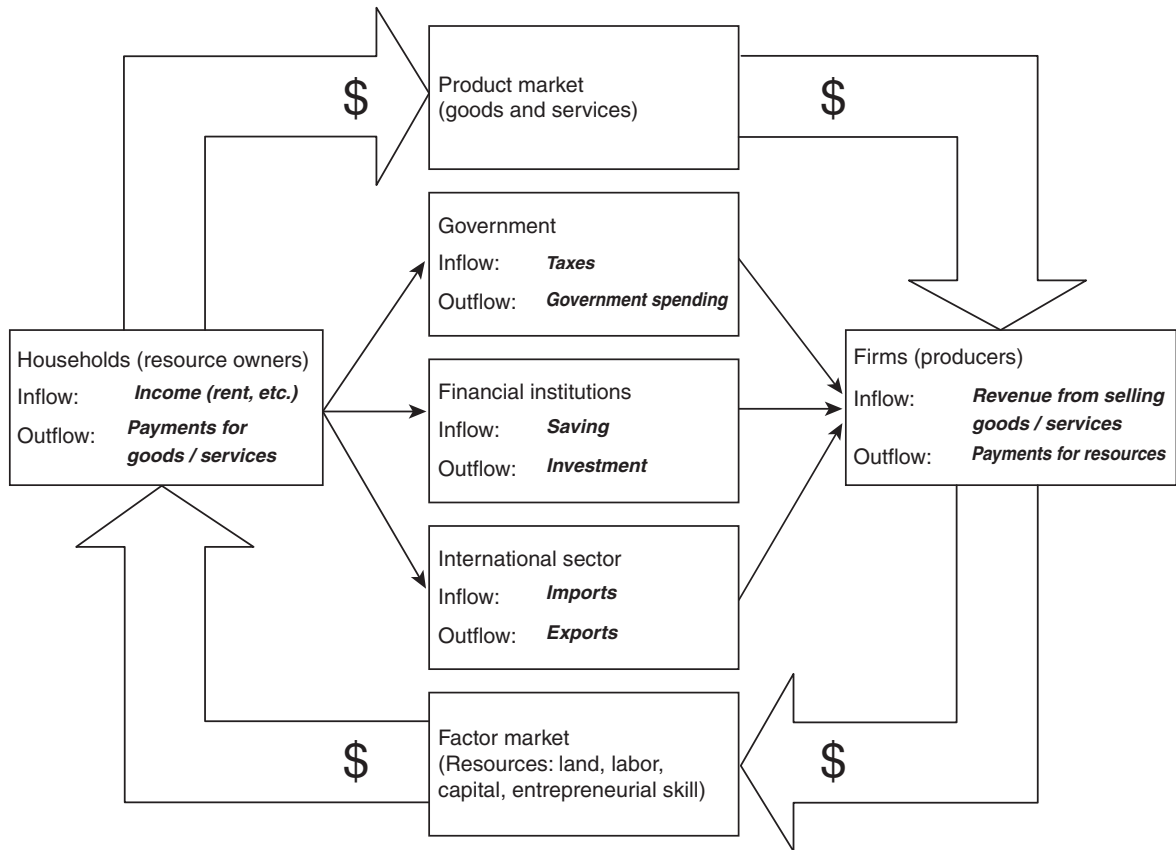 $
Product market
(goods and services)
$
Government
Inflow: Taxes
Outflow: Government spending
Households (resource owners)
Inflow: Income (rent, etc.)
Outflow: Payments for
goods / services
Financial institutions
Inflow: Saving
Outflow: Investment
Firms (producers)
Inflow: Revenue from selling
goods / services
Outflow: Payments for resources
International sector
Inflow: Imports
Outflow: Exports
$
Factor market
(Resources: land, labor,
capital, entrepreneurial skill)
$